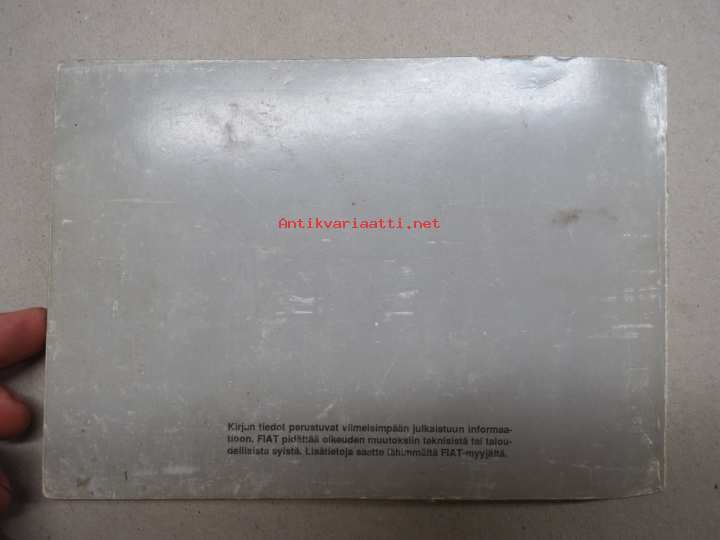 Antikvariaatti.net
Kirjan tiedot perustuvat viimeisimpään julkaistuun informaa-
tioon. FIAT pidättää oikeuden muutoksiin teknisistä tai talou-
dellisista syistä. Lisätietoja saatte lähimmältä FIAT-myyjältä.